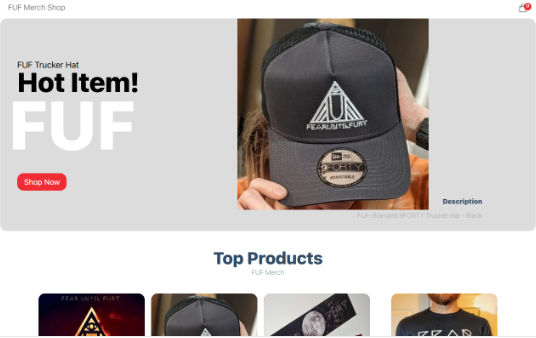 FUF Merch Shop
0
FUF Trucker Hat
Hot Item!
FUF
Shop Now
FEARUNTILFURY
NEW ERA
9FORTY
ADJUSTABLE
Description
FUF-Branded 9FORTY Trucker Hat - Black
Top Products
FUF Merch
FEAR UNTIL FURY